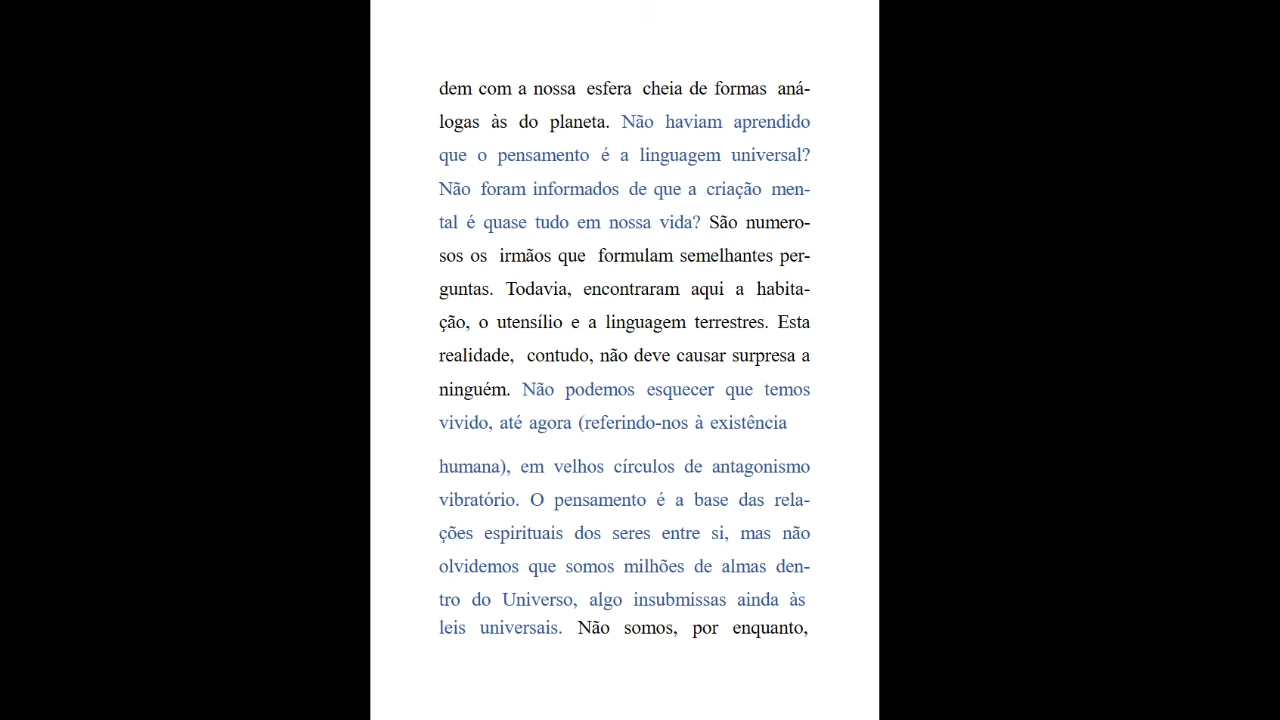 dem com a nossa esfera cheia de formas aná-
logas às do planeta. Não haviam aprendido
que o pensamento é a linguagem universal?
Não foram informados de que a criação men-
tal é quase tudo em nossa vida? São numero-
sos os irmãos que formulam semelhantes per-
guntas. Todavia, encontraram aqui a habita-
ção, o utensílio e a linguagem terrestres. Esta
realidade, contudo, não deve causar surpresa a
ninguém. Não podemos esquecer que temos
vivido, até agora (referindo-nos à existência
humana), em velhos círculos de antagonismo
vibratório. O pensamento é a base das rela-
ções espirituais dos seres entre si, mas não
olvidemos que somos milhões de almas den-
tro do Universo, algo insubmissas ainda às
leis universais. Não somos, por enquanto,